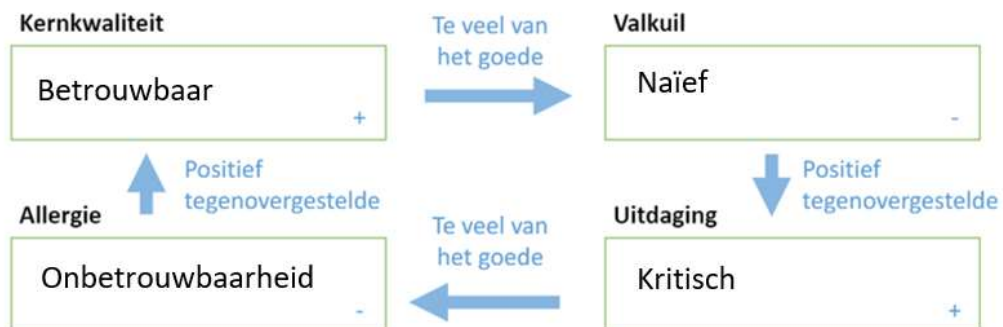 Kernkwaliteit
Te veel van
het goede
Valkuil
Betrouwbaar
+
Naïef
-
Positief
tegenovergestelde
Positief
tegenovergestelde
Allergie
Te veel van
het goede
Uitdaging
Onbetrouwbaarheid
-
Kritisch
+